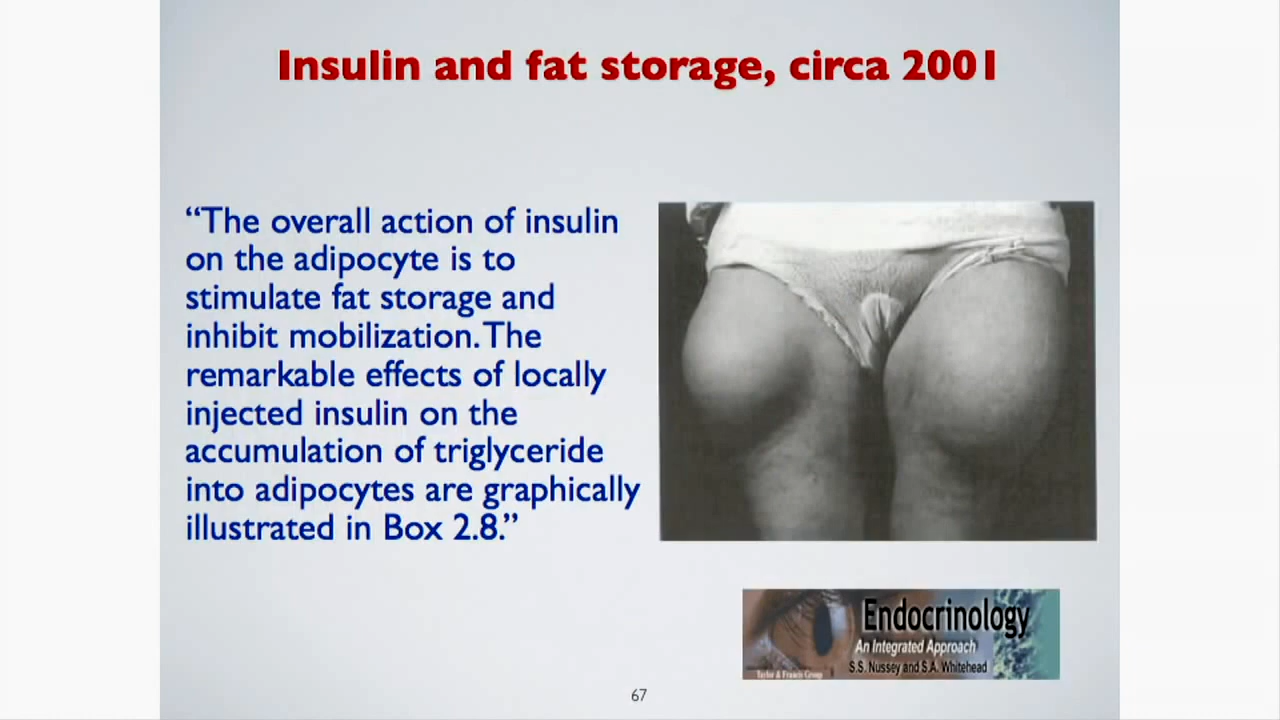 Insulin and fat storage, circa 2001
“The overall action of insulin
on the adipocyte is to
stimulate fat storage and
inhibit mobilization. The
remarkable effects of locally
injected insulin on the
accumulation of triglyceride
into adipocytes are graphically
illustrated in Box 2.8.”
Endocrinology
An Integrated Approach
S.S. Nussey and S.A. Whitehead
Taylor & Francis Group
67